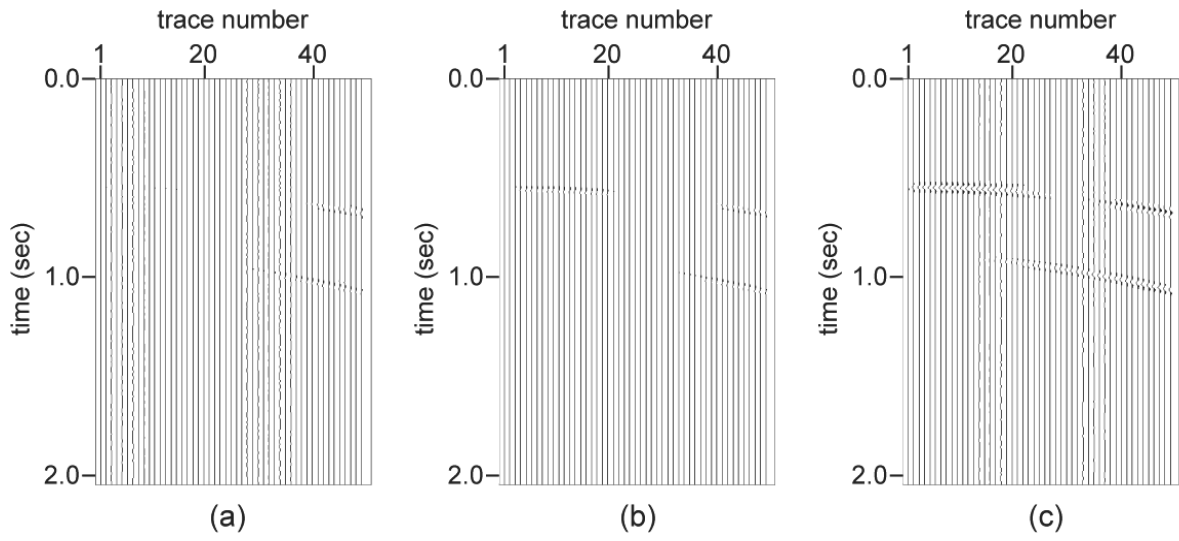 trace number trace number trace number
1 20 40 1 20 40 1 20 40
0.0 0.0 0.0
time (sec) time (sec) time (sec)
1.0 1.0 1.0
2.0 2.0 2.0
(a) (b) (c)